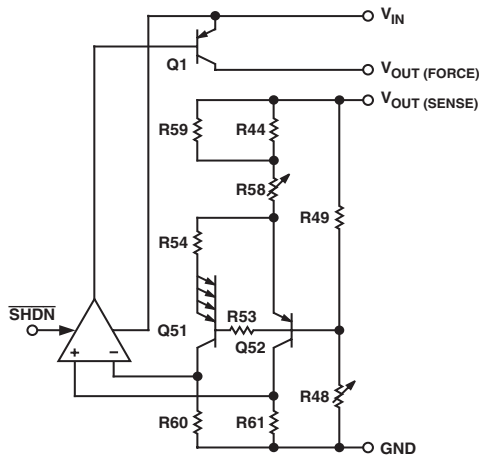 V_IN
Q1
V_OUT (FORCE)
V_OUT (SENSE)
R59
R44
R58
R49
R54
SHDN
Q51
R53
Q52
+
–
R48
R60
R61
GND